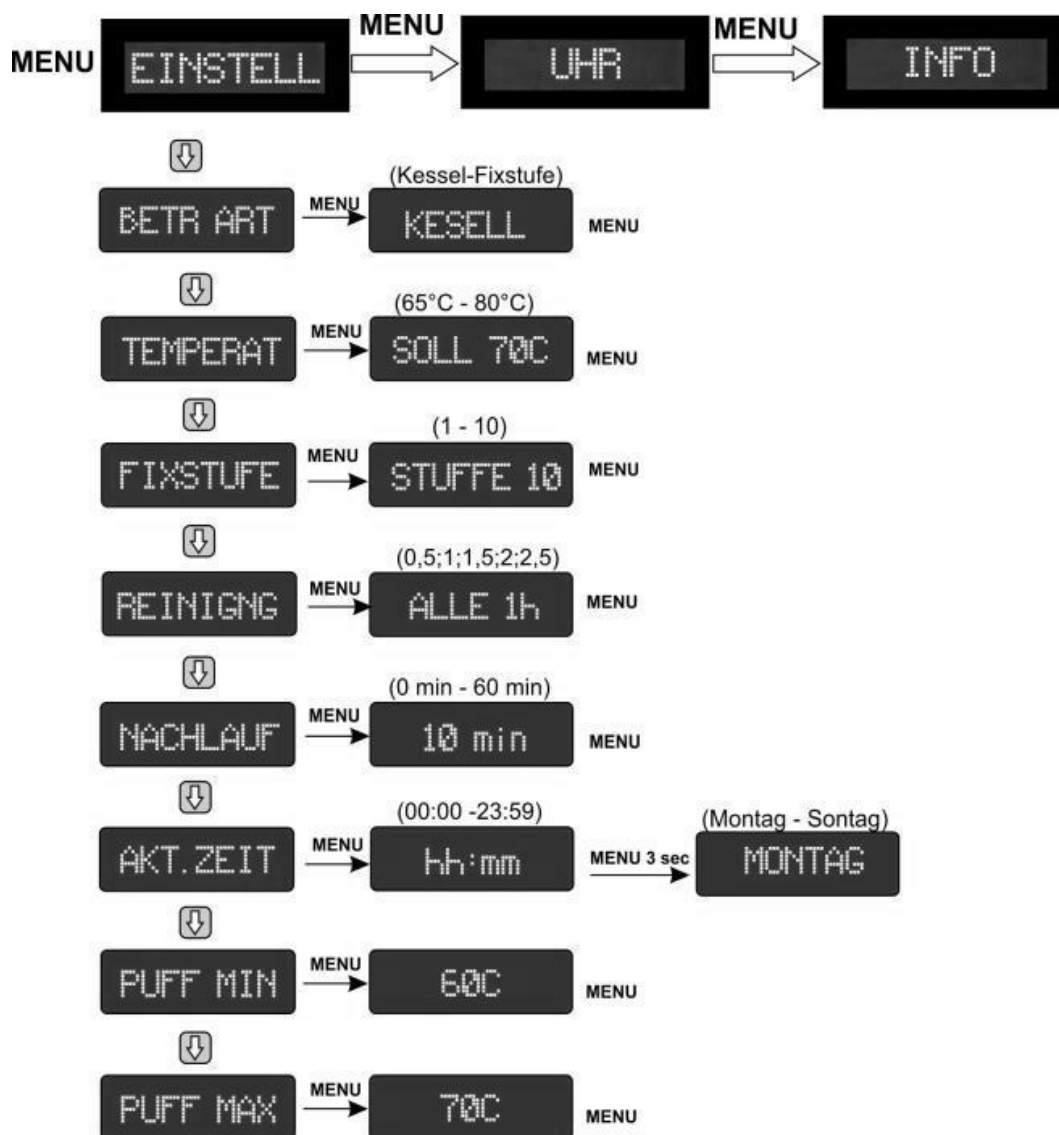 MENU EINSTELL MENU UHR MENU INFO
(Kessel-Fixstufe)
BETR ART MENU KESELL MENU
(65°C - 80°C)
TEMPERAT MENU SOLL 70C MENU
(1 - 10)
FIXSTUFE MENU STUFFE 10 MENU
(0,5;1;1,5;2;2,5)
REINIGNG MENU ALLE 1h MENU
(0 min - 60 min)
NACHLAUF MENU 10 min MENU
(00:00 -23:59) (Montag - Sontag)
AKT.ZEIT MENU hh:mm MENU 3 sec MONTAG
PUFF MIN MENU 60C MENU
PUFF MAX MENU 70C MENU